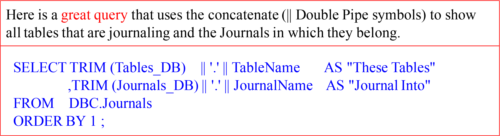 Here is a great query that uses the concatenate (|| Double Pipe symbols) to show
all tables that are journaling and the Journals in which they belong.
SELECT TRIM (Tables_DB) || '.' || TableName AS "These Tables"
,TRIM (Journals_DB) || '.' || JournalName AS "Journal Into"
FROM DBC.Journals
ORDER BY 1 ;